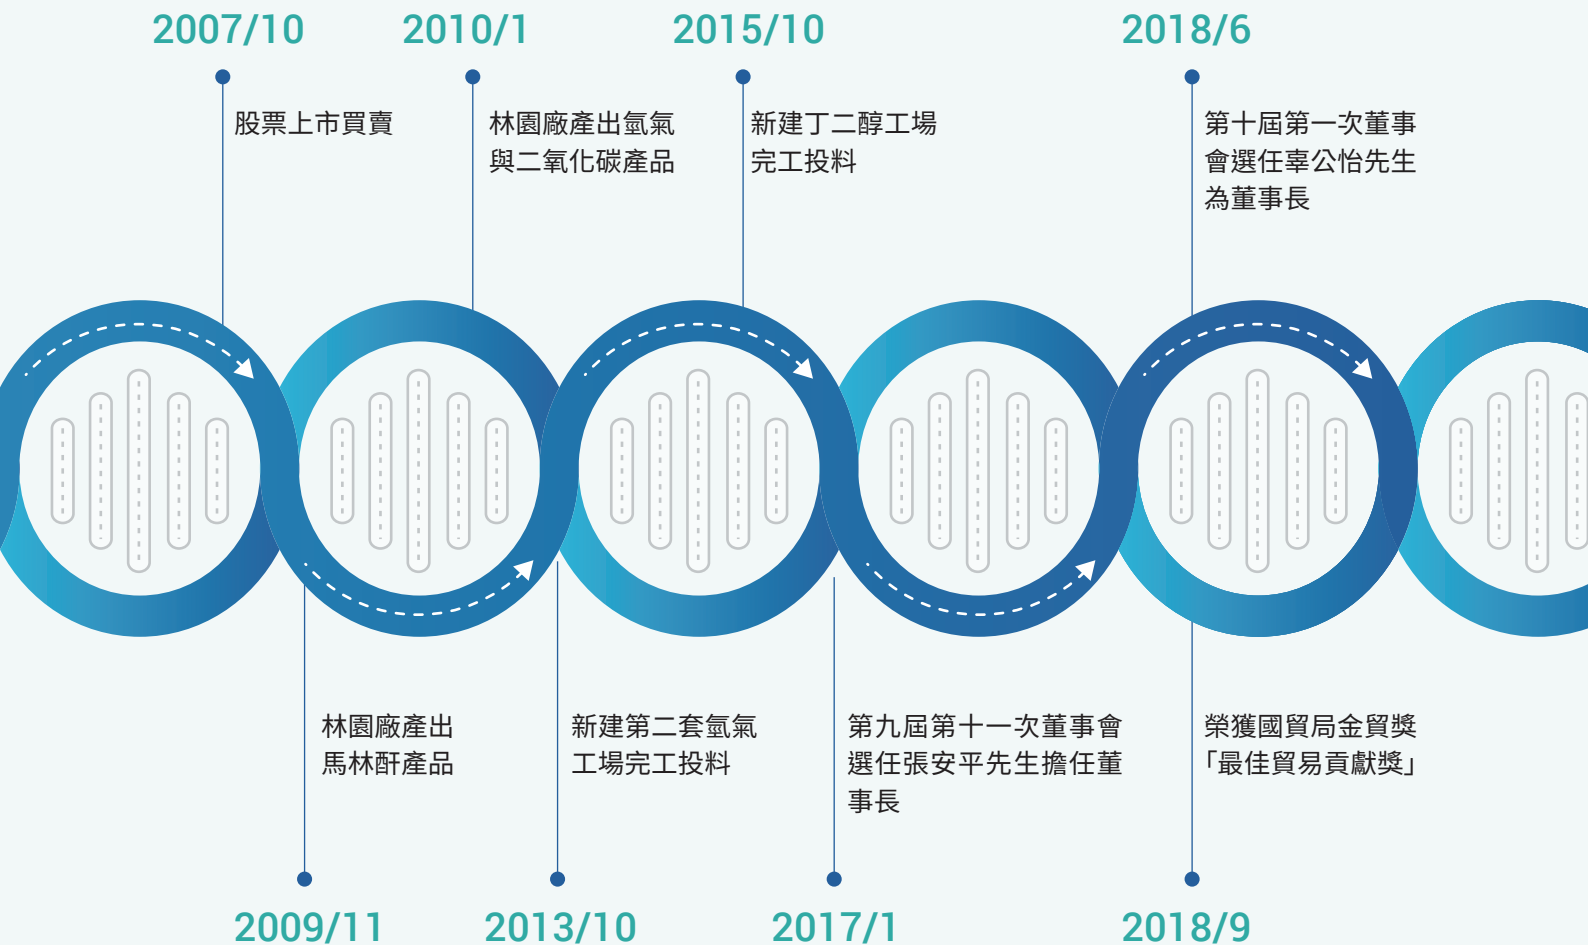 2007/10
股票上市買賣
2010/1
林園廠產出氫氣
與二氧化碳產品
2015/10
新建丁二醇工場
完工投料
2018/6
第十屆第一次董事
會選任辜公怡先生
為董事長
林園廠產出
馬林酐產品
2009/11
新建第二套氫氣
工場完工投料
2013/10
第九屆第十一次董事會
選任張安平先生擔任董
事長
2017/1
榮獲國貿局金貿獎
「最佳貿易貢獻獎」
2018/9